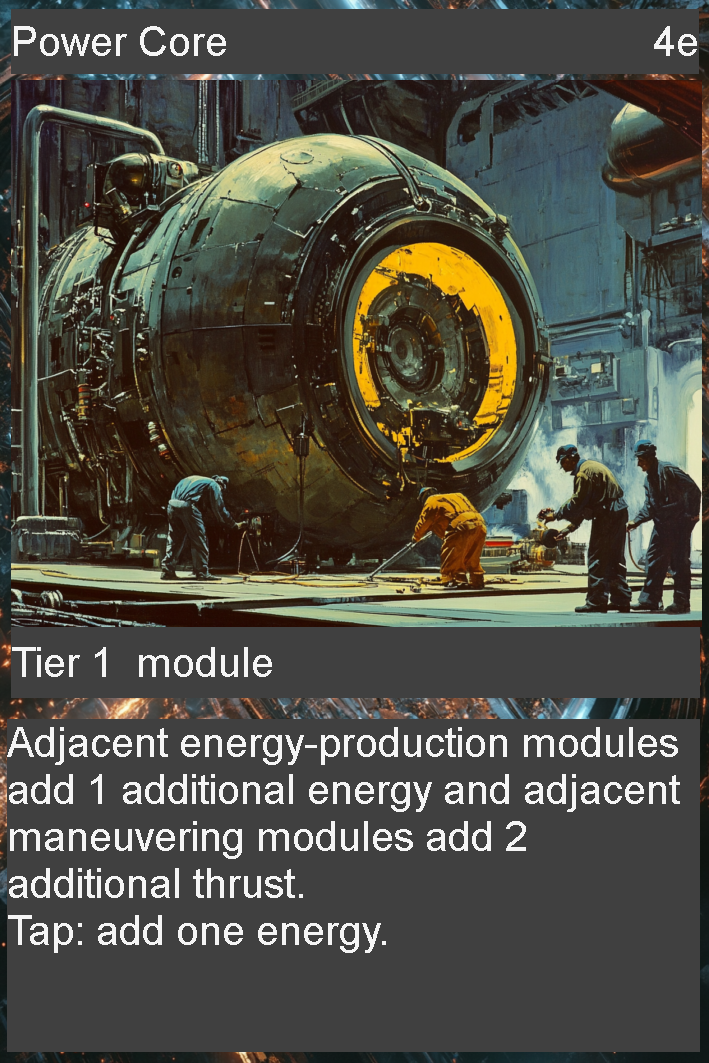 Power Core 4e
Tier 1  module
Adjacent energy-production modules
add 1 additional energy and adjacent
maneuvering modules add 2
additional thrust.
Tap: add one energy.